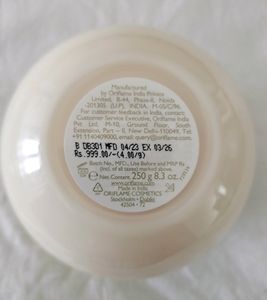 Manufactured
by Oriflame India Private
Limited, B-44, Phase-II, Noida
-201305 (U.P), INDIA. M-05/C/96.
For customer feedback in India, contact
Customer Service Executive, Oriflame India
Pvt Ltd, M-10, Ground Floor, South
Extension, Part – II, New Delhi-110049, Tel
+91 1140409000, email: query@oriflame.com
B DB301 MFD 04/23 EX 03/26
Rs.999.00/-(4.00/g)
Batch No., MFD., Use Before and MRP Rs
(Incl. of all taxes) marked above.
250 g 8.3 oz.
www.oriflame.com
Made in India
ORIFLAME COSMETICS
Stockholm • Dublin
42504 - 72